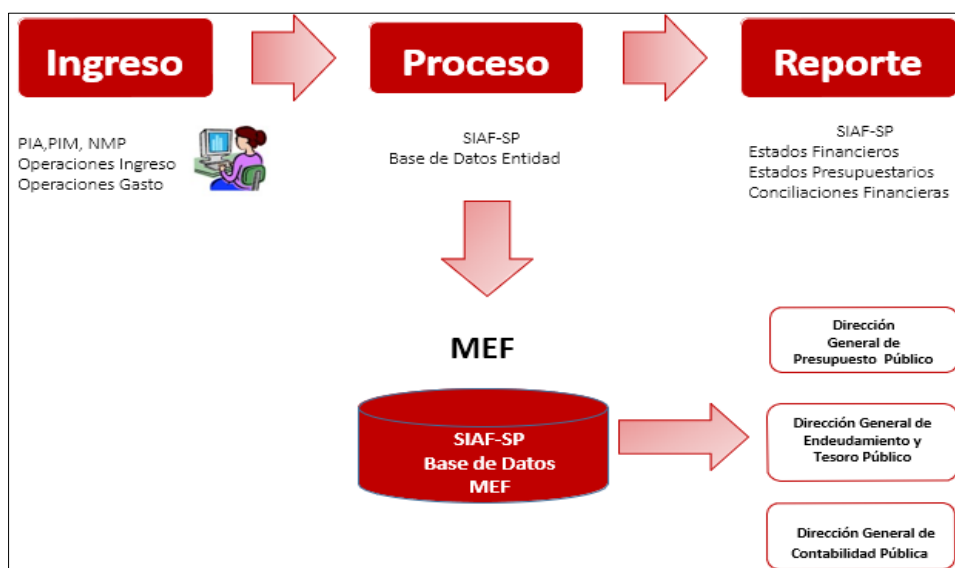 Ingreso
Proceso
Reporte
PIA,PIM, NMP
Operaciones Ingreso
Operaciones Gasto
SIAF-SP
Base de Datos Entidad
SIAF-SP
Estados Financieros
Estados Presupuestarios
Conciliaciones Financieras
MEF
SIAF-SP
Base de Datos
MEF
Dirección
General de
Presupuesto Público
Dirección General de
Endeudamiento y
Tesoro Público
Dirección General de
Contabilidad Pública